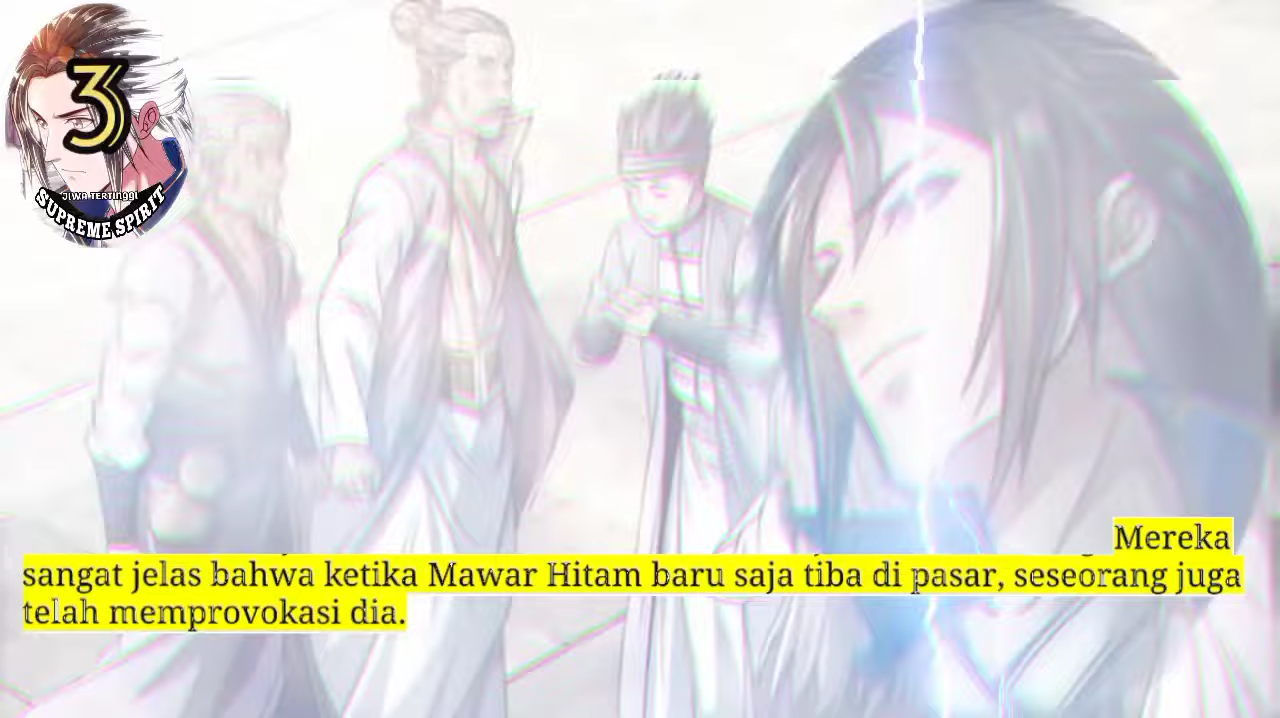 3
JIWA TERTINGGI
SUPREME SPIRIT
Mereka
sangat jelas bahwa ketika Mawar Hitam baru saja tiba di pasar, seseorang juga
telah memprovokasi dia.